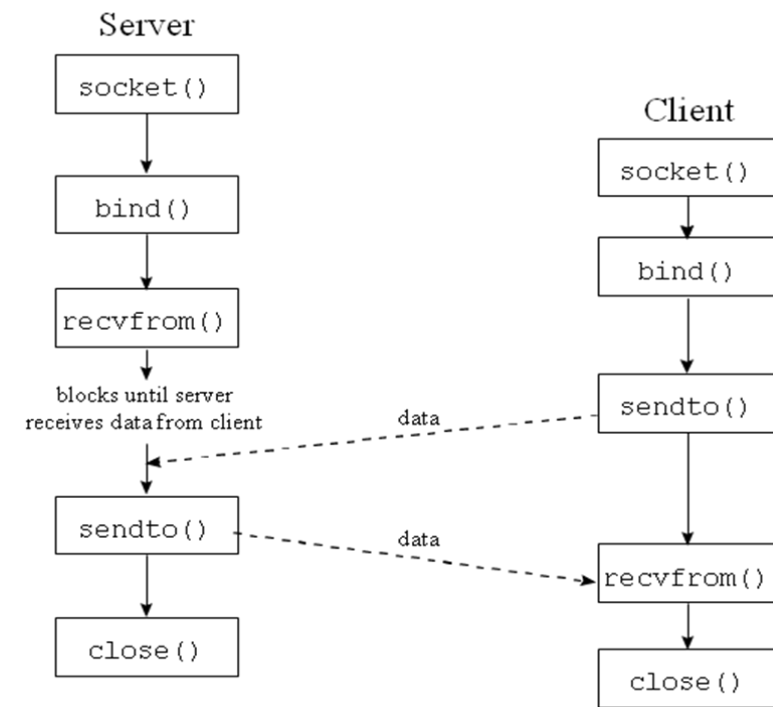 Server
socket()
bind()
recvfrom()
blocks until server
receives data from client
sendto()
close()
Client
socket()
bind()
sendto()
recvfrom()
close()
data
data